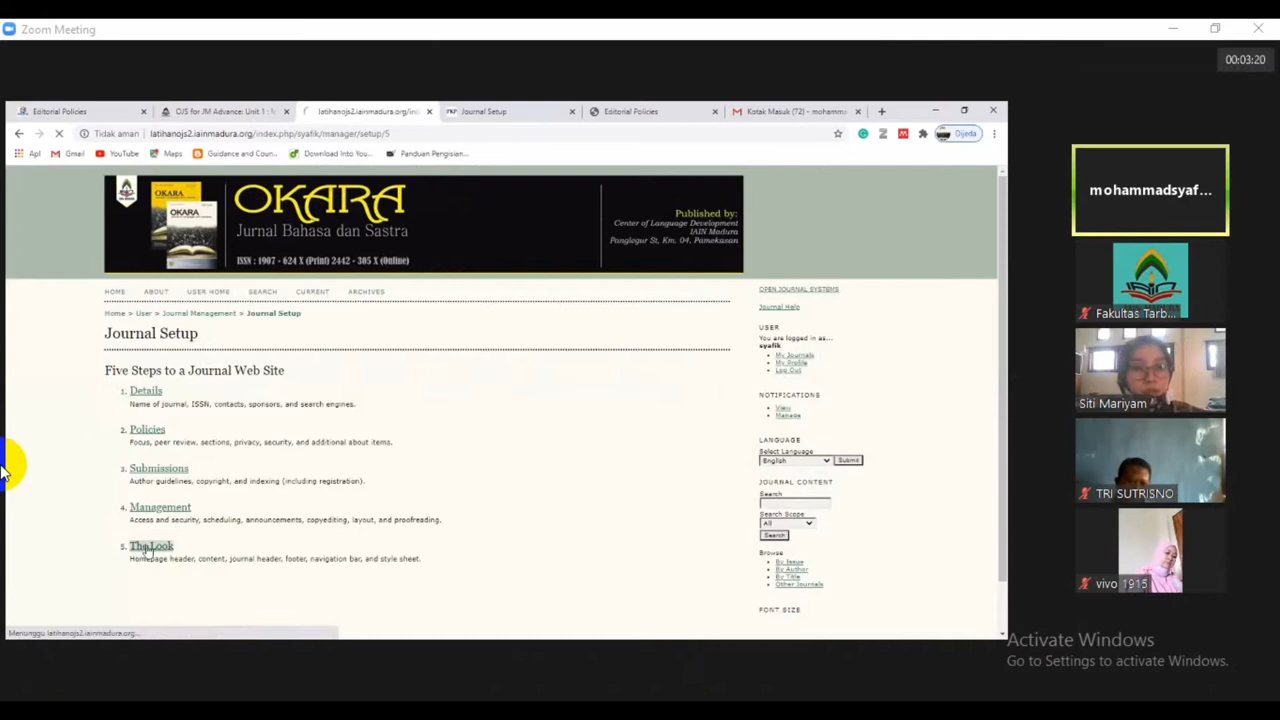 Zoom Meeting
00:03:20
Editorial Policies
OJS for JM Advance: Unit 1 : M
latihanojs2.iainmadura.org/ind
Journal Setup
Editorial Policies
Kotak Masuk (72) - mohamma
Tidak aman
latihanojs2.iainmadura.org/index.php/syafik/manager/setup/5
Dijeda
Apl
Gmail
YouTube
Maps
Guidance and Coun...
Download Into You...
Panduan Pengisian...
OKARA
OKARA
OKARA
Jurnal Bahasa dan Sastra
ISSN : 1907 - 624 X (Print) 2442 - 305 X (Online)
Published by:
Center of Language Development
IAIN Madura
Panglegur St, Km. 04, Pamekasan
HOME ABOUT USER HOME SEARCH CURRENT ARCHIVES
Home > User > Journal Management > Journal Setup
Journal Setup
Five Steps to a Journal Web Site
1. Details
Name of journal, ISSN, contacts, sponsors, and search engines.
2. Policies
Focus, peer review, sections, privacy, security, and additional about items.
3. Submissions
Author guidelines, copyright, and indexing (including registration).
4. Management
Access and security, scheduling, announcements, copyediting, layout, and proofreading.
5. The Look
Homepage header, content, journal header, footer, navigation bar, and style sheet.
OPEN JOURNAL SYSTEMS
Journal Help
USER
You are logged in as...
syafik
My Journals
My Profile
Log Out
NOTIFICATIONS
View
Manage
LANGUAGE
Select Language
English Submit
JOURNAL CONTENT
Search
Search Scope
All
Search
Browse
By Issue
By Author
By Title
Other Journals
FONT SIZE
Menunggu latihanojs2.iainmadura.org...
mohammadsyaf...
Fakultas Tarb...
Siti Mariyam
TRI SUTRISNO
vivo 1915
Activate Windows
Go to Settings to activate Windows.